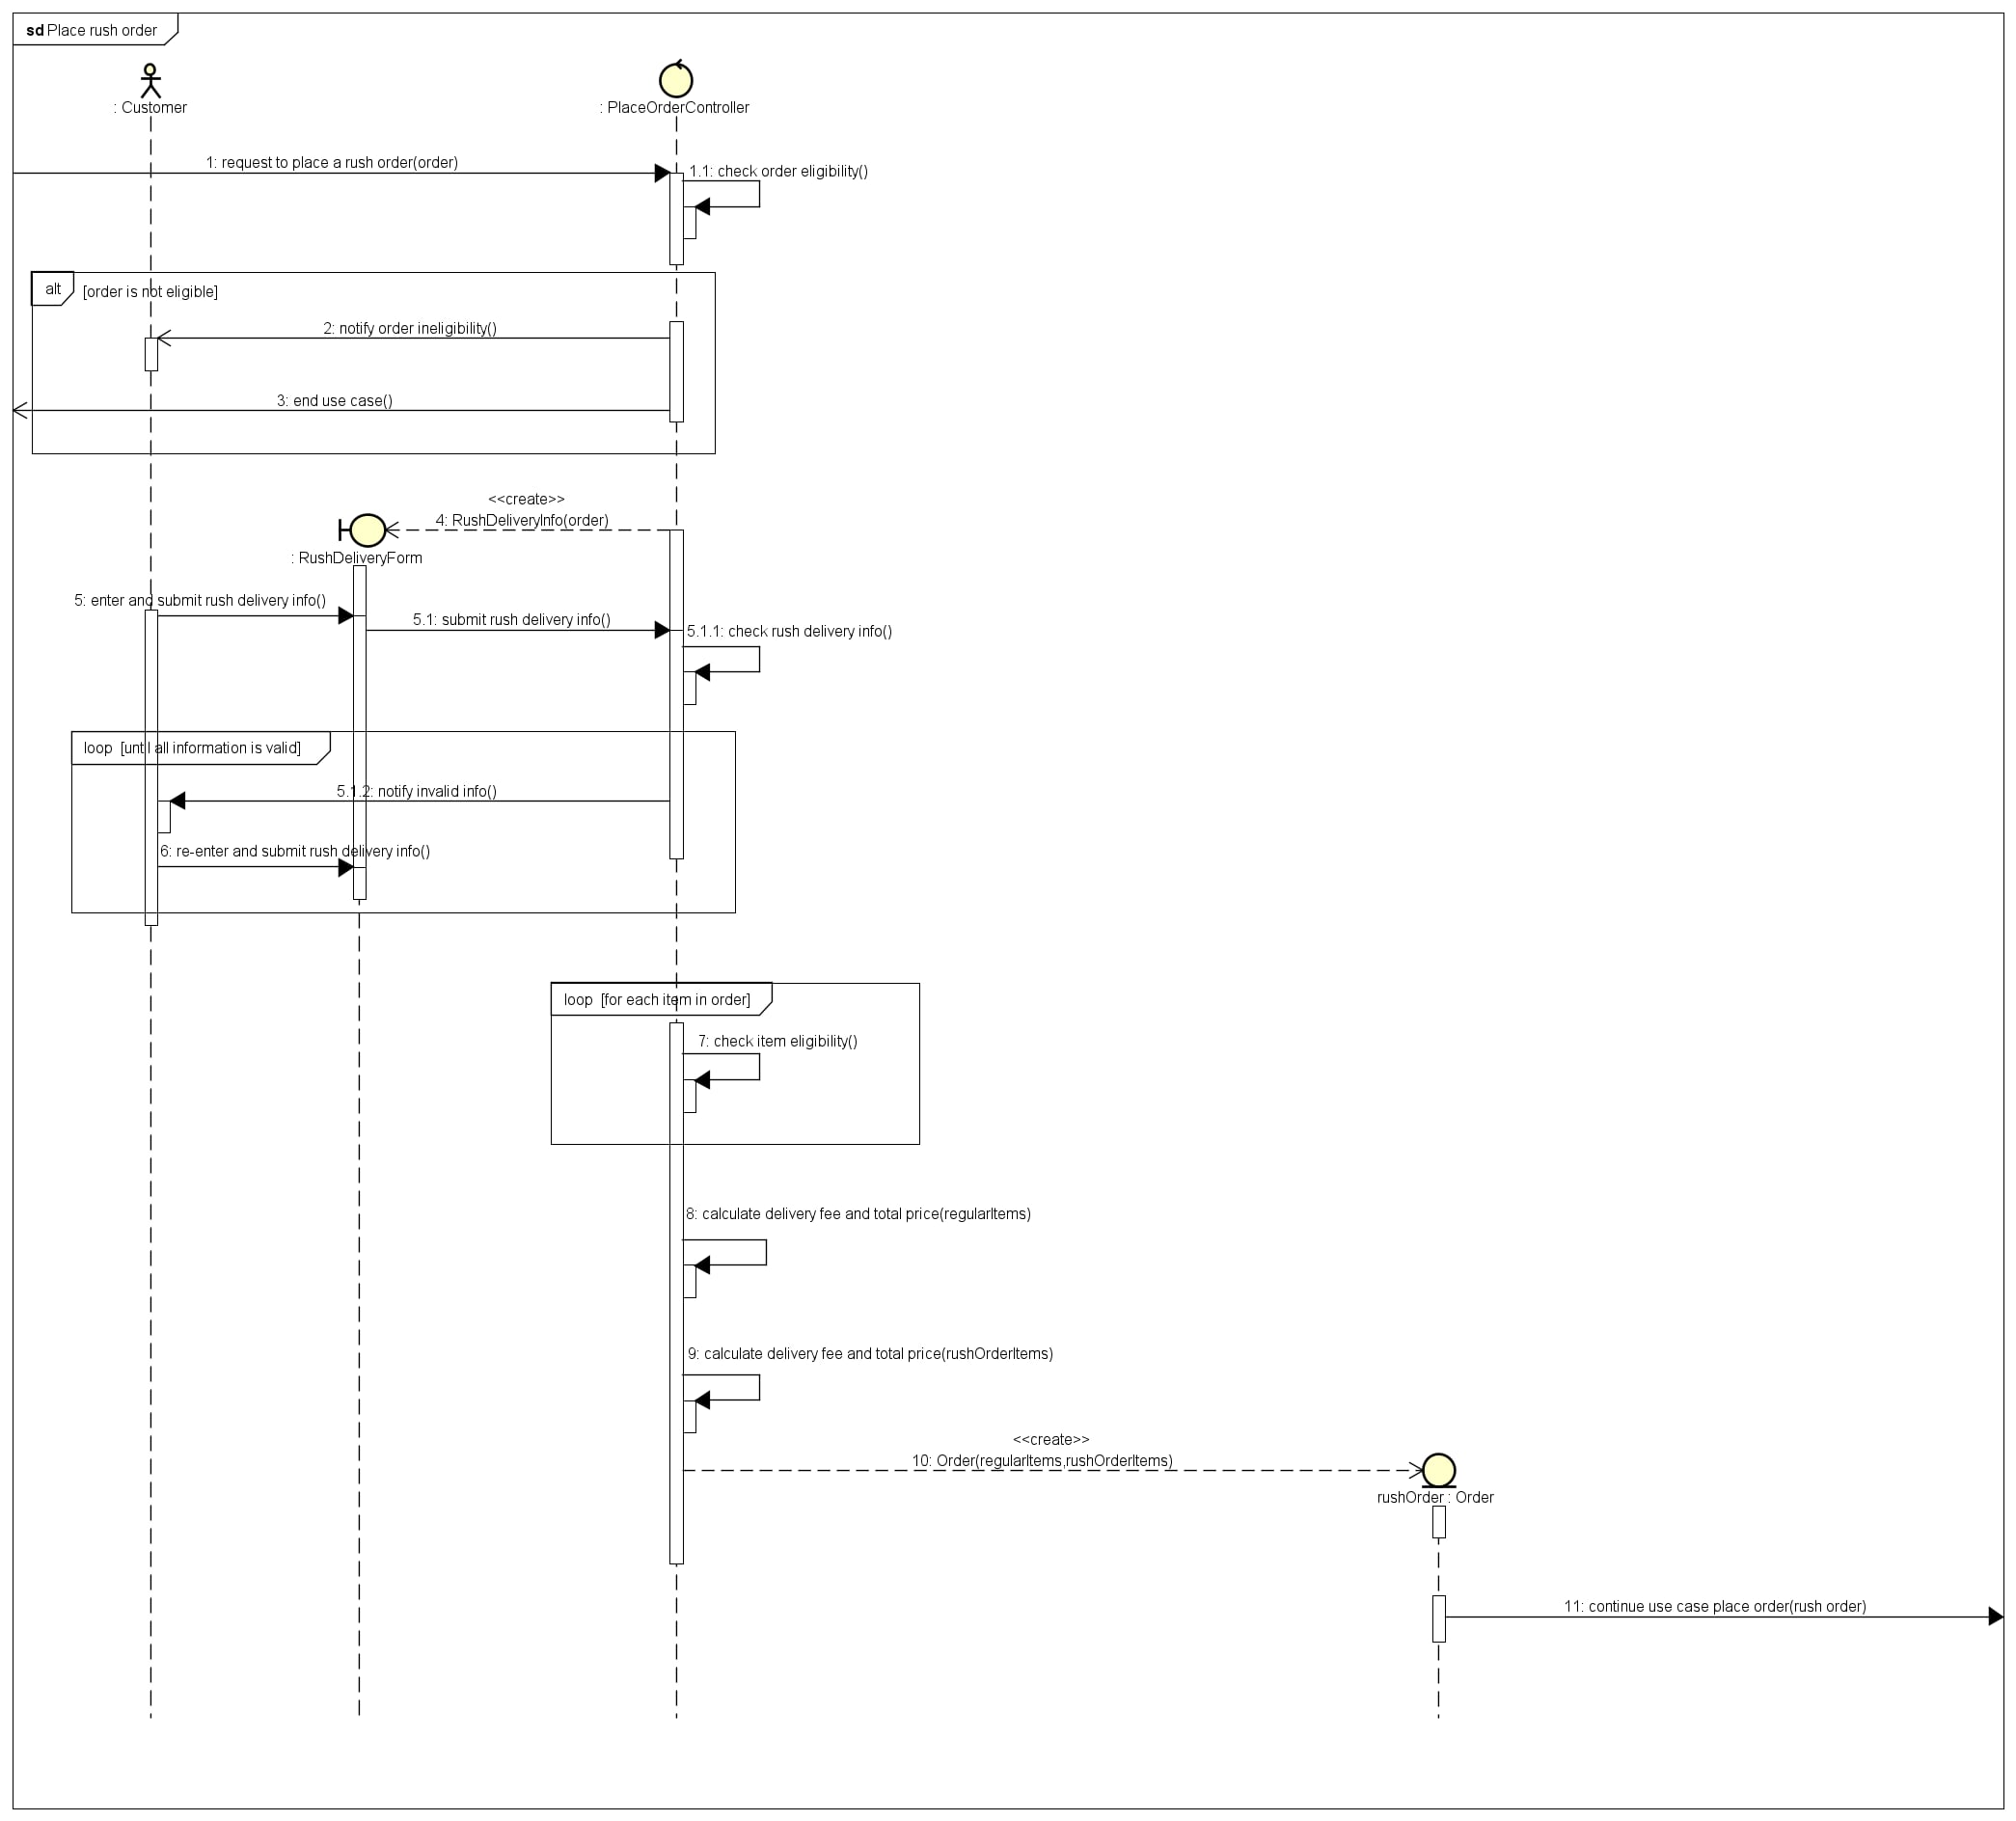 sd Place rush order
: Customer
: PlaceOrderController
1: request to place a rush order(order)
1.1: check order eligibility()
alt
[order is not eligible]
2: notify order ineligibility()
3: end use case()
<<create>>
4: RushDeliveryInfo(order)
: RushDeliveryForm
5: enter and submit rush delivery info()
5.1: submit rush delivery info()
5.1.1: check rush delivery info()
loop [until all information is valid]
5.1.2: notify invalid info()
6: re-enter and submit rush delivery info()
loop [for each item in order]
7: check item eligibility()
8: calculate delivery fee and total price(regularItems)
9: calculate delivery fee and total price(rushOrderItems)
<<create>>
10: Order(regularItems,rushOrderItems)
rushOrder : Order
11: continue use case place order(rush order)